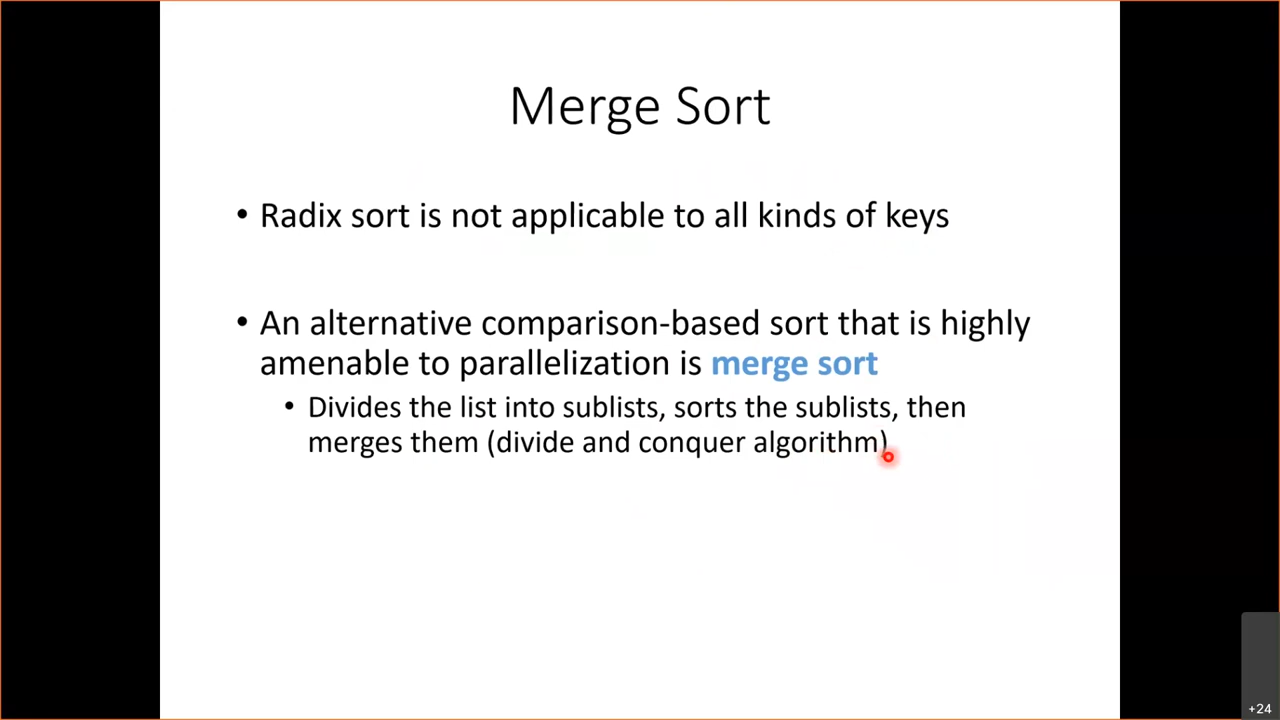 Merge Sort
• Radix sort is not applicable to all kinds of keys
• An alternative comparison-based sort that is highly
amenable to parallelization is merge sort
• Divides the list into sublists, sorts the sublists, then
merges them (divide and conquer algorithm)
+24